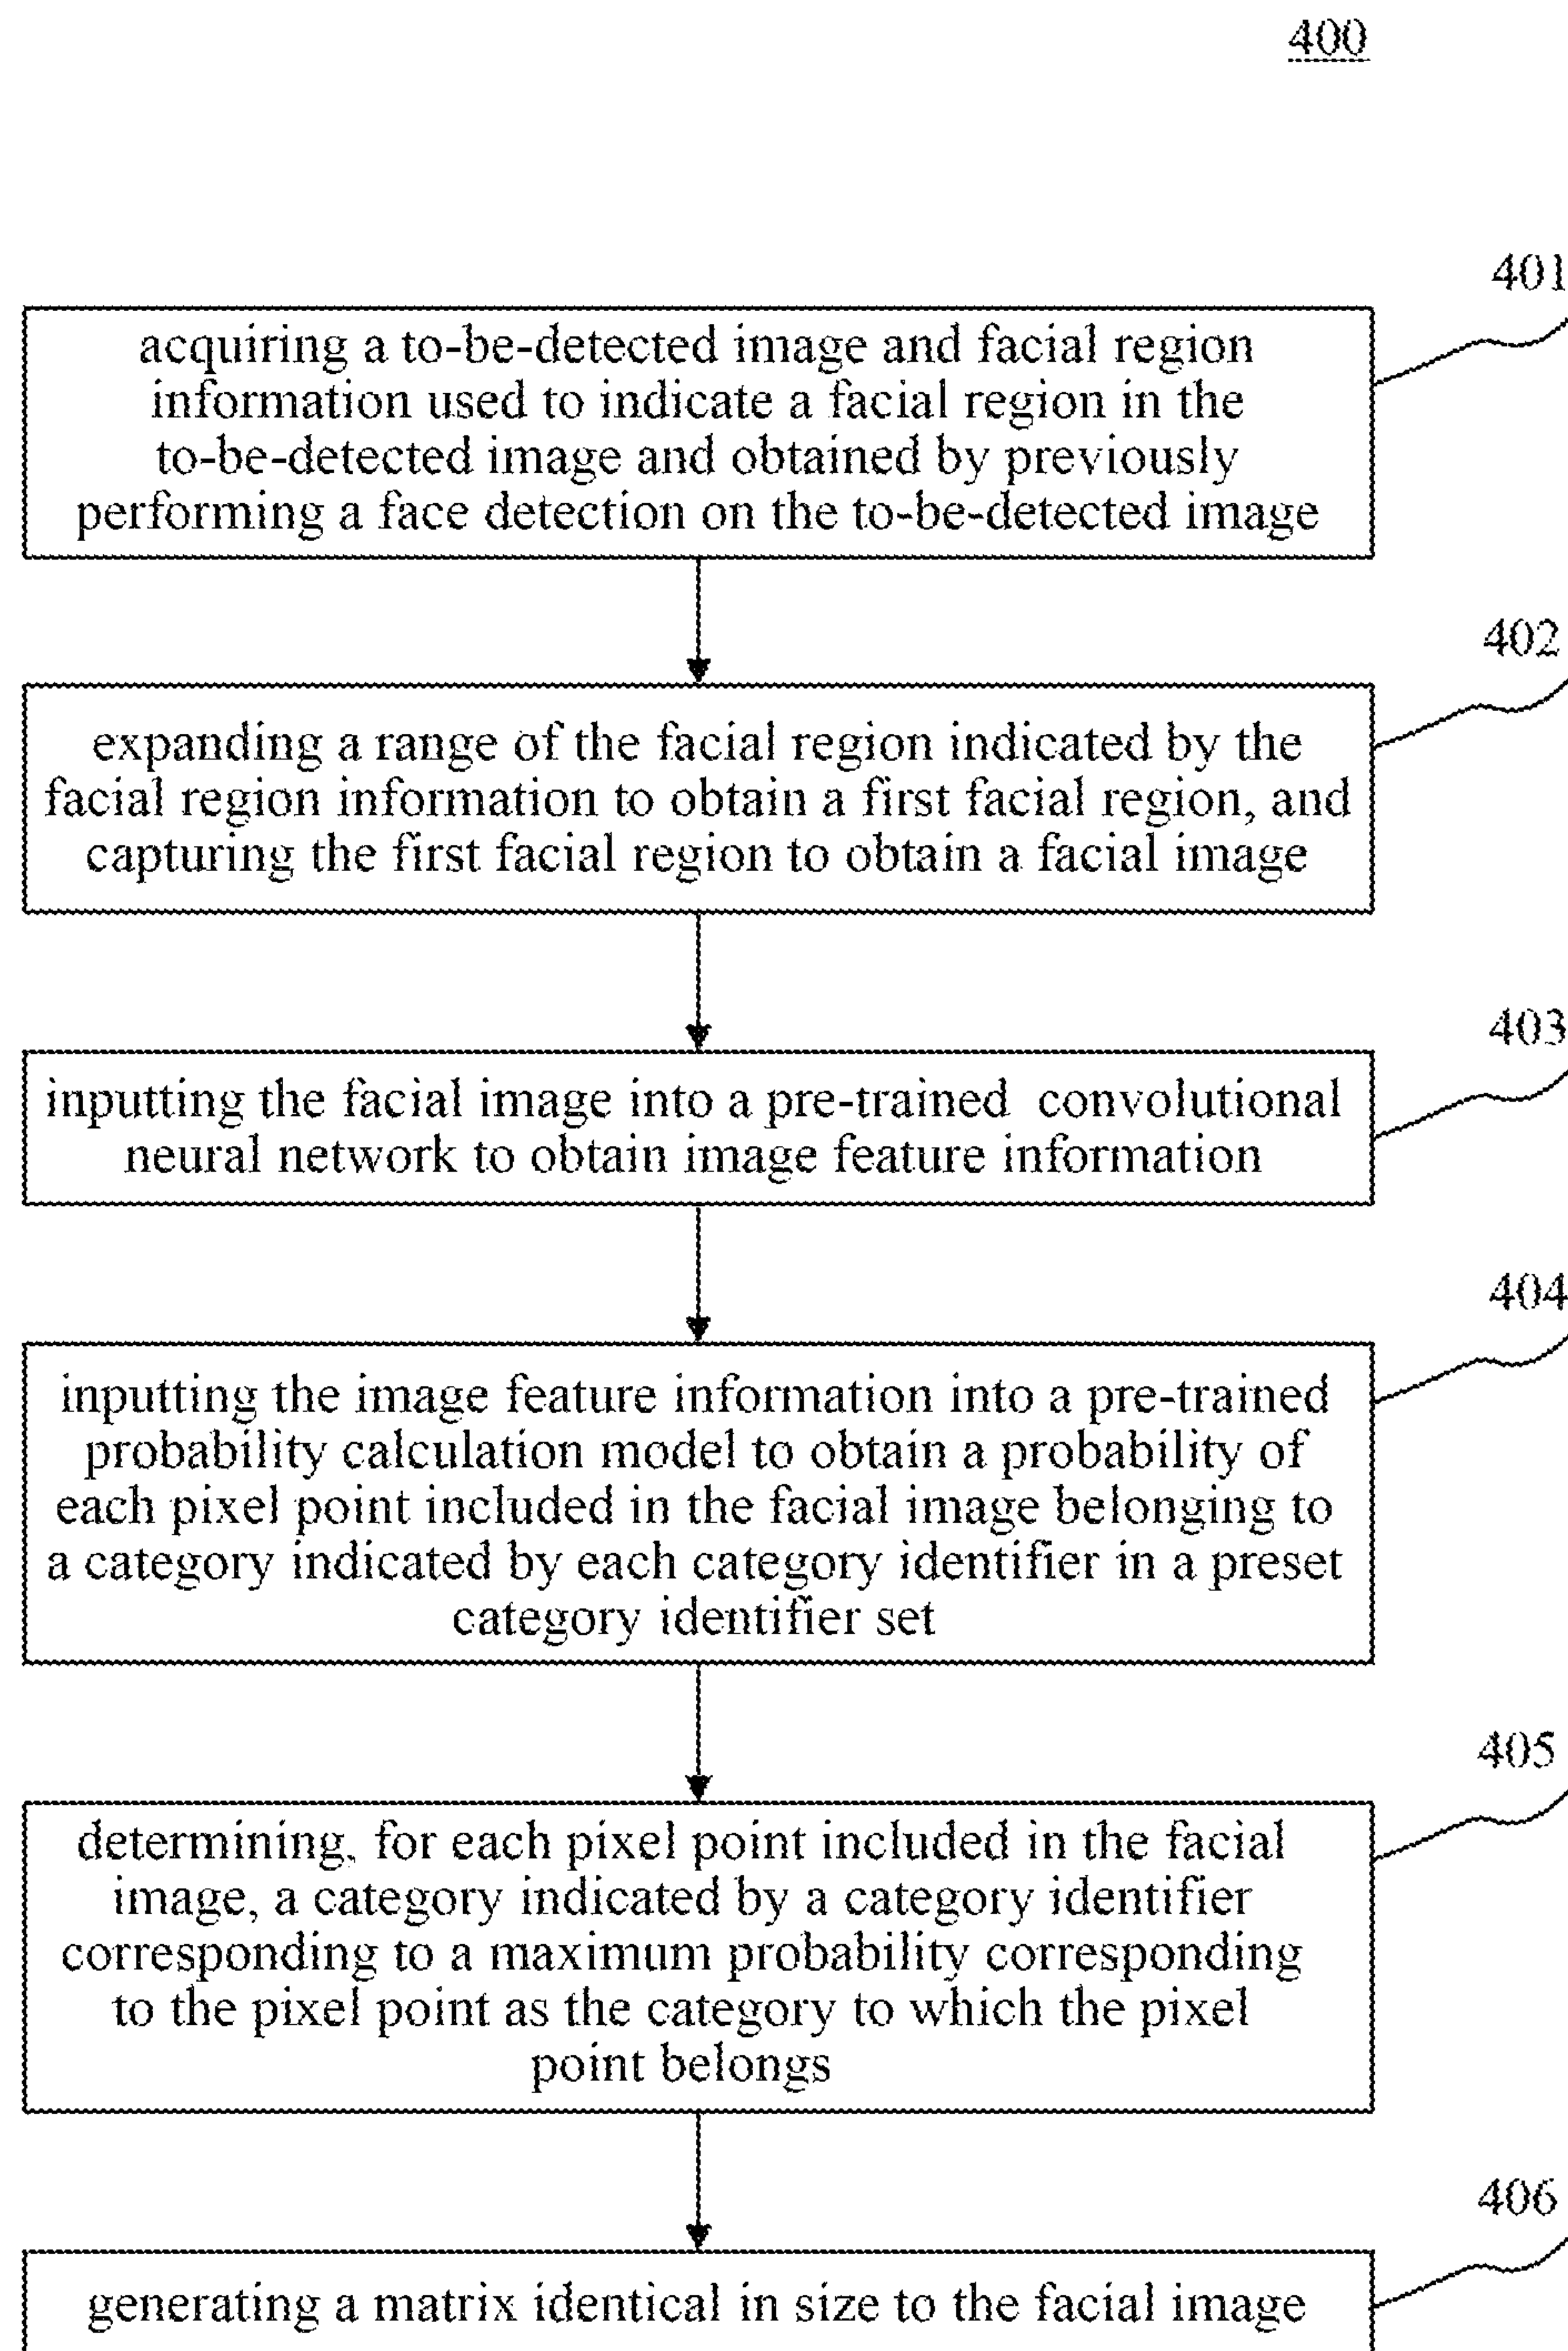 400
401
acquiring a to-be-detected image and facial region
information used to indicate a facial region in the
to-be-detected image and obtained by previously
performing a face detection on the to-be-detected image
402
expanding a range of the facial region indicated by the
facial region information to obtain a first facial region, and
capturing the first facial region to obtain a facial image
403
inputting the facial image into a pre-trained convolutional
neural network to obtain image feature information
404
inputting the image feature information into a pre-trained
probability calculation model to obtain a probability of
each pixel point included in the facial image belonging to
a category indicated by each category identifier in a preset
category identifier set
405
determining, for each pixel point included in the facial
image, a category indicated by a category identifier
corresponding to a maximum probability corresponding
to the pixel point as the category to which the pixel
point belongs
406
generating a matrix identical in size to the facial image